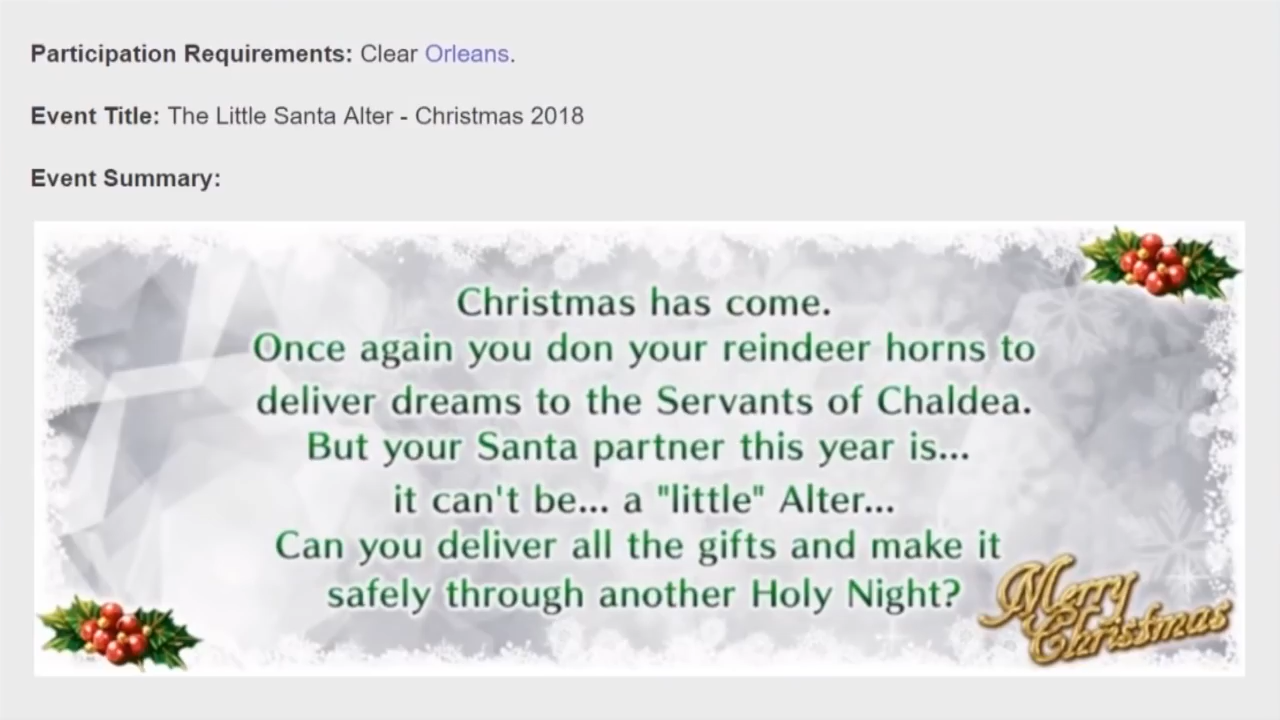 Participation Requirements: Clear Orleans.
Event Title: The Little Santa Alter - Christmas 2018
Event Summary:
Christmas has come.
Once again you don your reindeer horns to
deliver dreams to the Servants of Chaldea.
But your Santa partner this year is...
it can't be... a "little" Alter...
Can you deliver all the gifts and make it
safely through another Holy Night?
Merry
Christmas